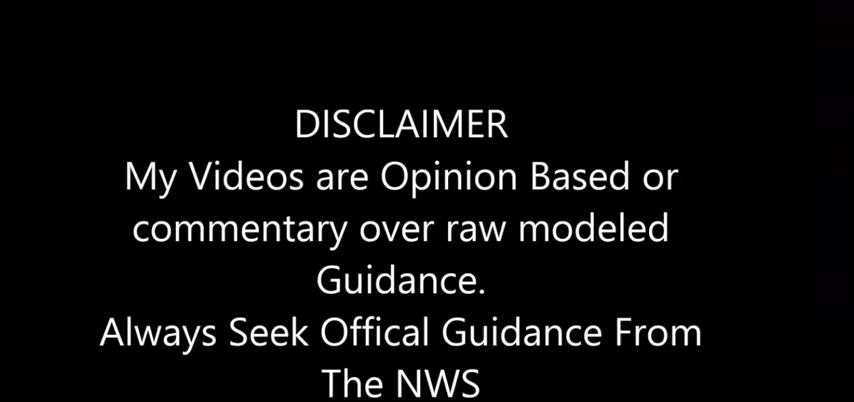 DISCLAIMER
My Videos are Opinion Based or
commentary over raw modeled
Guidance.
Always Seek Offical Guidance From
The NWS